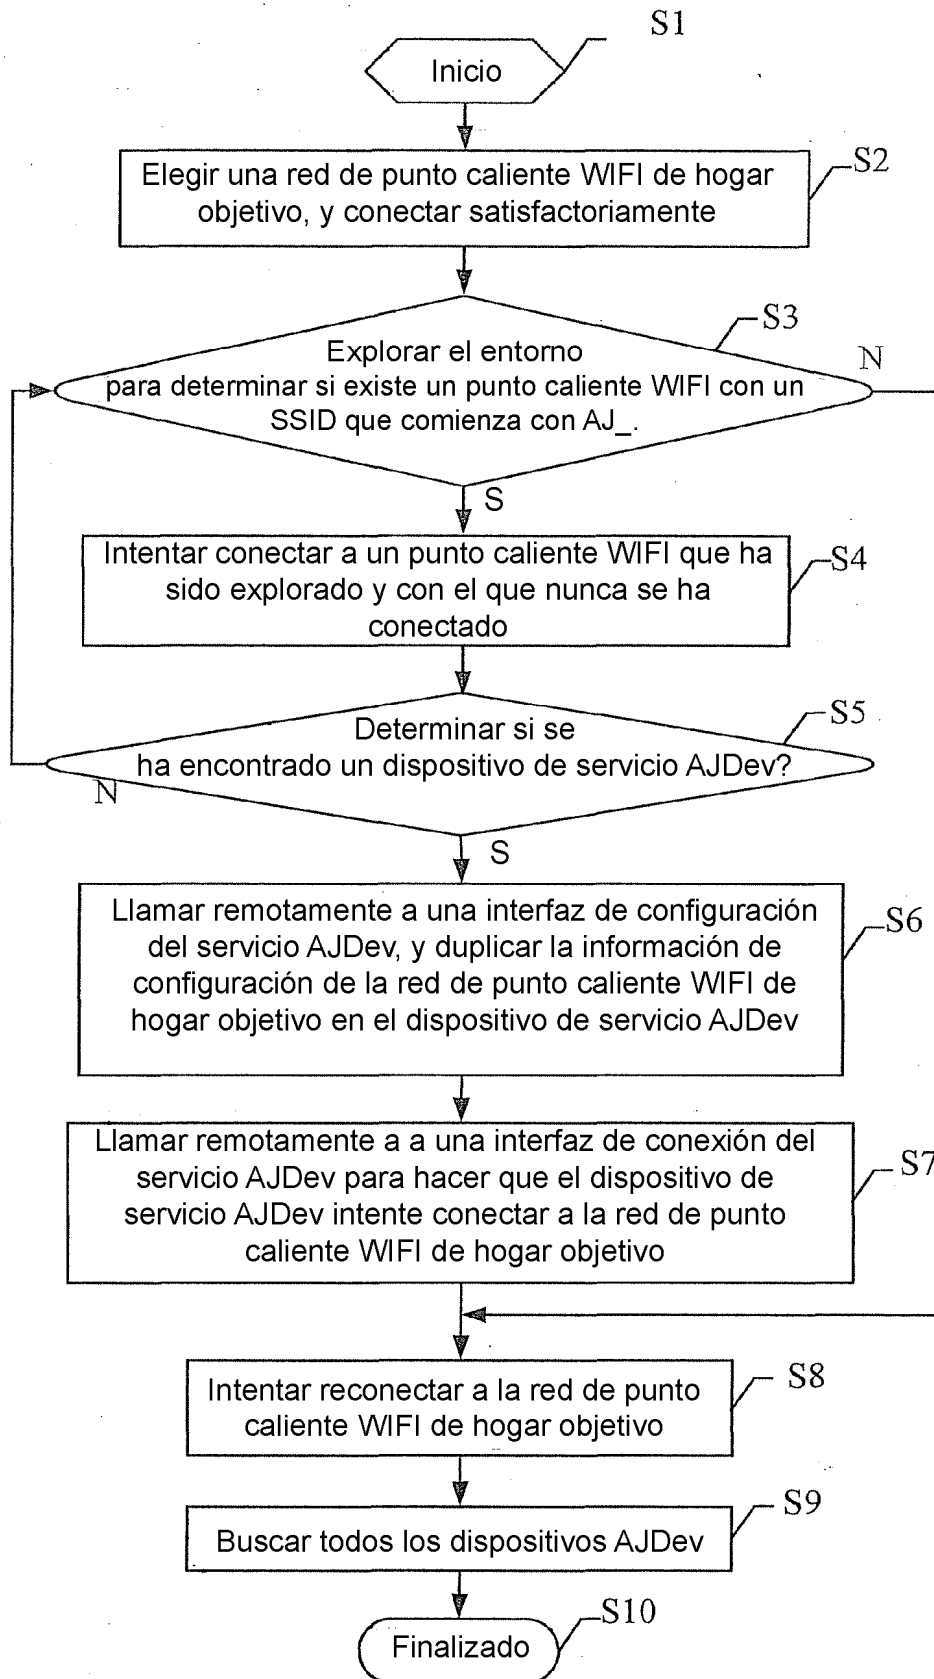 S1
Inicio
Elegir una red de punto caliente WIFI de hogar
objetivo, y conectar satisfactoriamente
S2
S3
Explorar el entorno
para determinar si existe un punto caliente WIFI con un
SSID que comienza con AJ_.
N
S
Intentar conectar a un punto caliente WIFI que ha
sido explorado y con el que nunca se ha
conectado
S4
Determinar si se
ha encontrado un dispositivo de servicio AJDev?
S5
N
S
Llamar remotamente a una interfaz de configuración
del servicio AJDev, y duplicar la información de
configuración de la red de punto caliente WIFI de
hogar objetivo en el dispositivo de servicio AJDev
S6
Llamar remotamente a a una interfaz de conexión del
servicio AJDev para hacer que el dispositivo de
servicio AJDev intente conectar a la red de punto
caliente WIFI de hogar objetivo
S7
Intentar reconectar a la red de punto
caliente WIFI de hogar objetivo
S8
Buscar todos los dispositivos AJDev
S9
Finalizado
S10